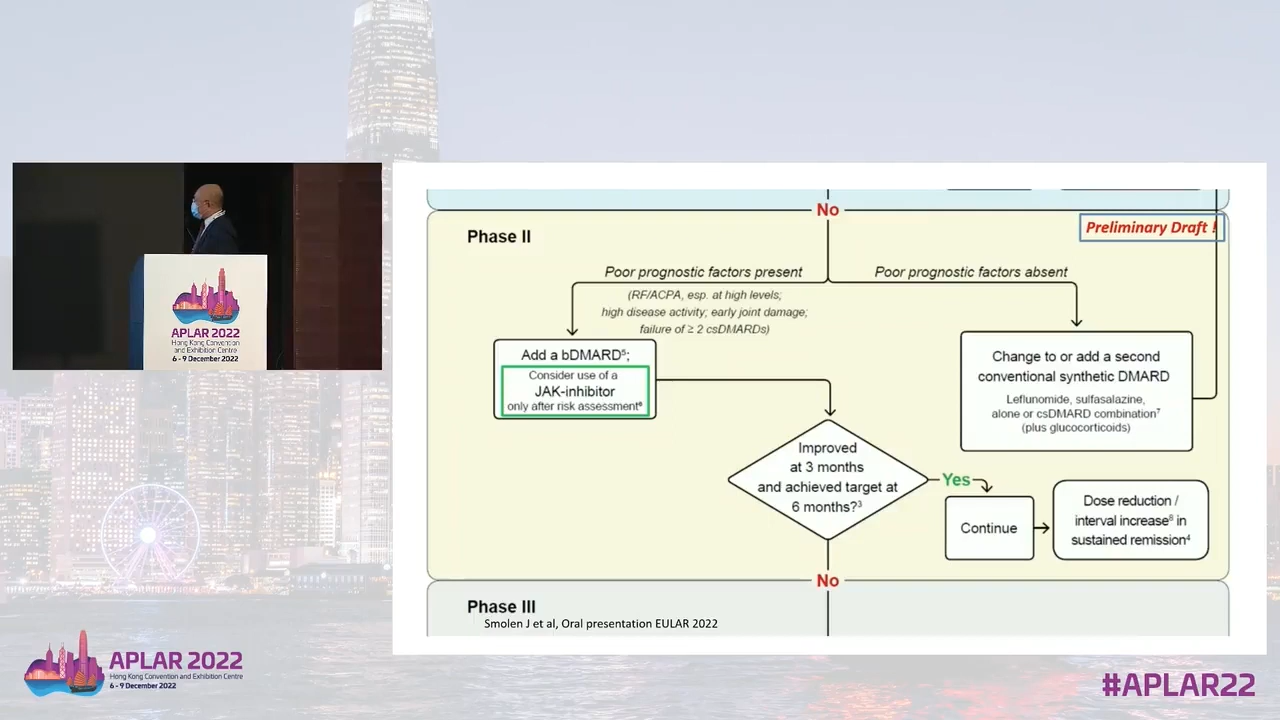 APLAR 2022
Hong Kong Convention
and Exhibition Centre
6 - 9 December 2022
No
Phase II
Preliminary Draft !
Poor prognostic factors present
Poor prognostic factors absent
(RF/ACPA, esp. at high levels;
high disease activity; early joint damage;
failure of ≥ 2 csDMARDs)
Add a bDMARD⁵;
Consider use of a
JAK-inhibitor
only after risk assessment⁶
Change to or add a second
conventional synthetic DMARD
Leflunomide, sulfasalazine,
alone or csDMARD combination⁷
(plus glucocorticoids)
Improved
at 3 months
and achieved target at
6 months?³
Yes
Continue
Dose reduction /
interval increase⁸ in
sustained remission⁴
No
Phase III
Smolen J et al, Oral presentation EULAR 2022
APLAR 2022
Hong Kong Convention and Exhibition Centre
6 - 9 December 2022
#APLAR22